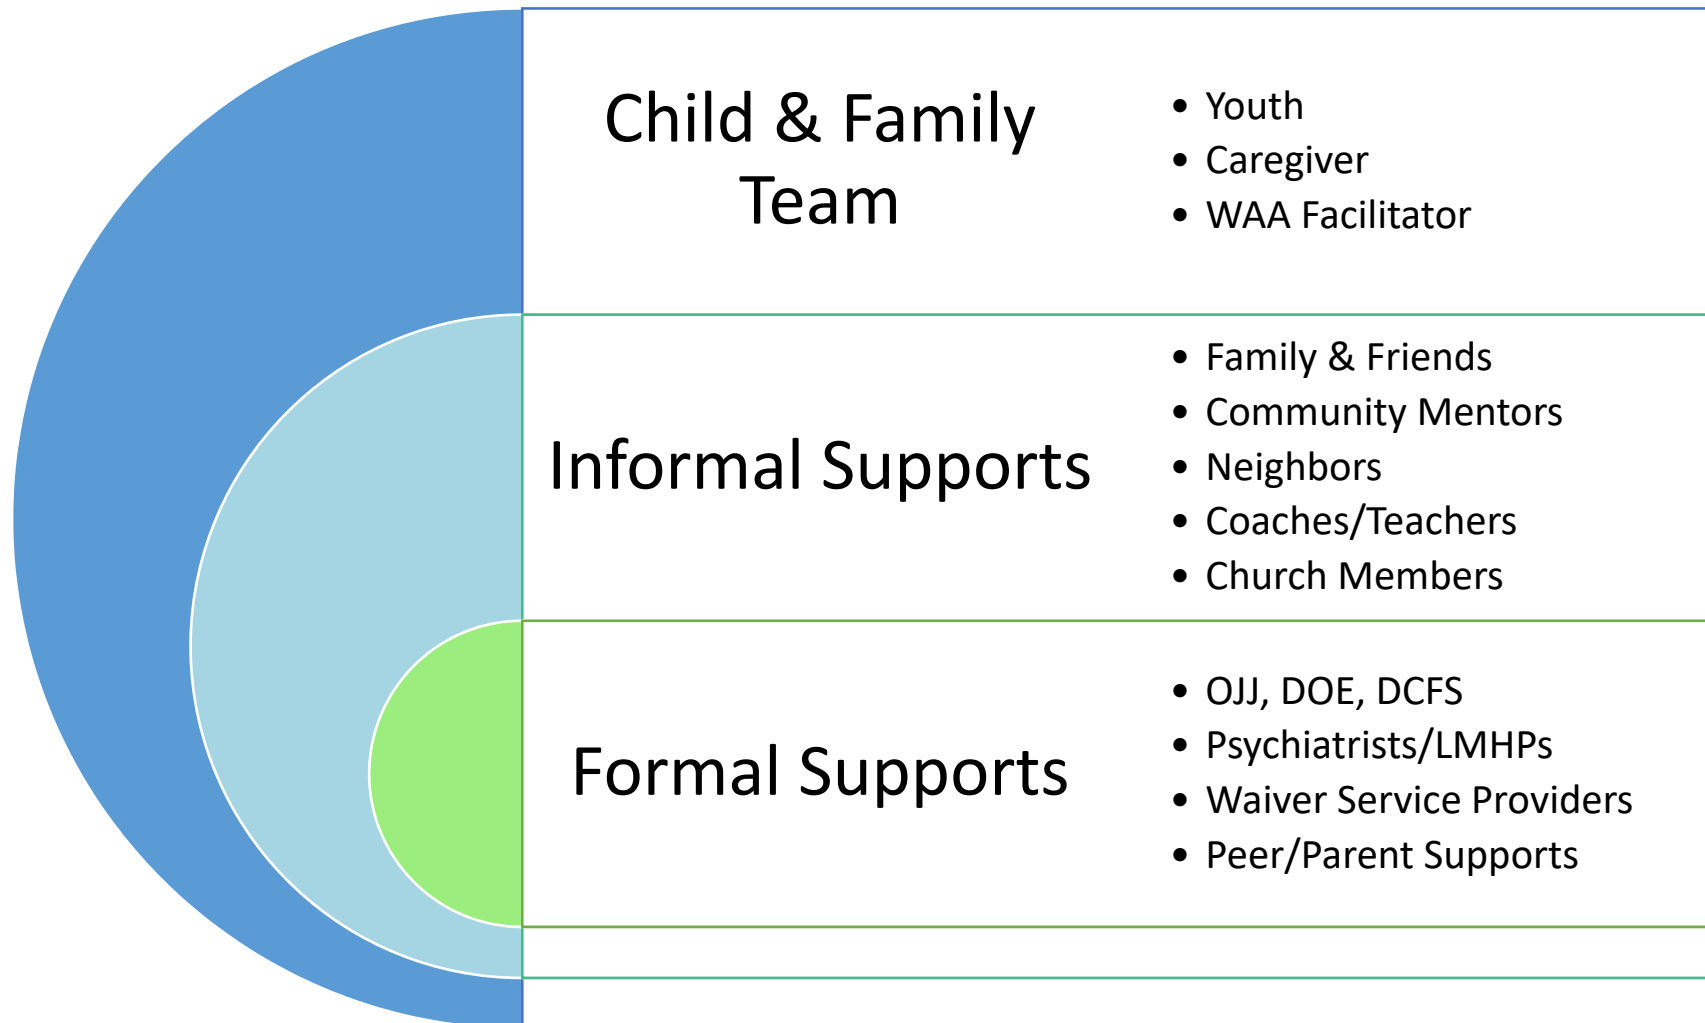 Child & Family
Team
• Youth
• Caregiver
• WAA Facilitator
Informal Supports
• Family & Friends
• Community Mentors
• Neighbors
• Coaches/Teachers
• Church Members
Formal Supports
• OJJ, DOE, DCFS
• Psychiatrists/LMHPs
• Waiver Service Providers
• Peer/Parent Supports